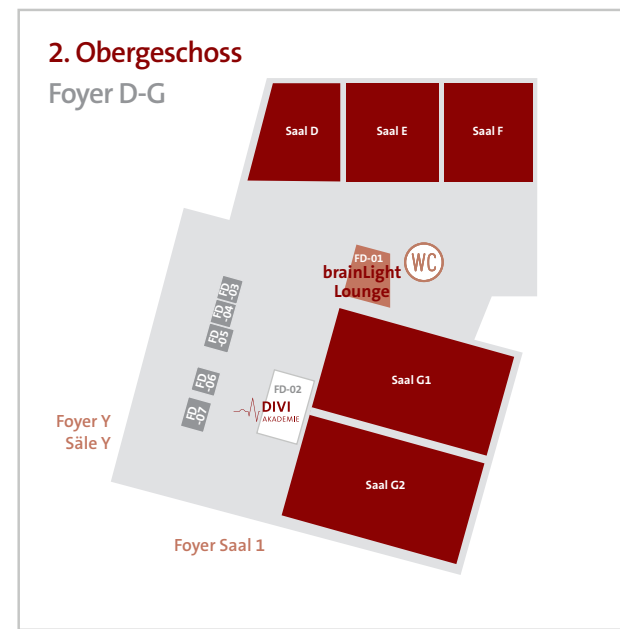 2. Obergeschoss
Foyer D-G
Saal D
Saal E
Saal F
FD-01
brainLight
Lounge
WC
FD
-03
FD
-04
FD
-05
FD
-06
FD
-07
FD-02
DIVI
AKADEMIE
Saal G1
Saal G2
Foyer Y
Säle Y
Foyer Saal 1